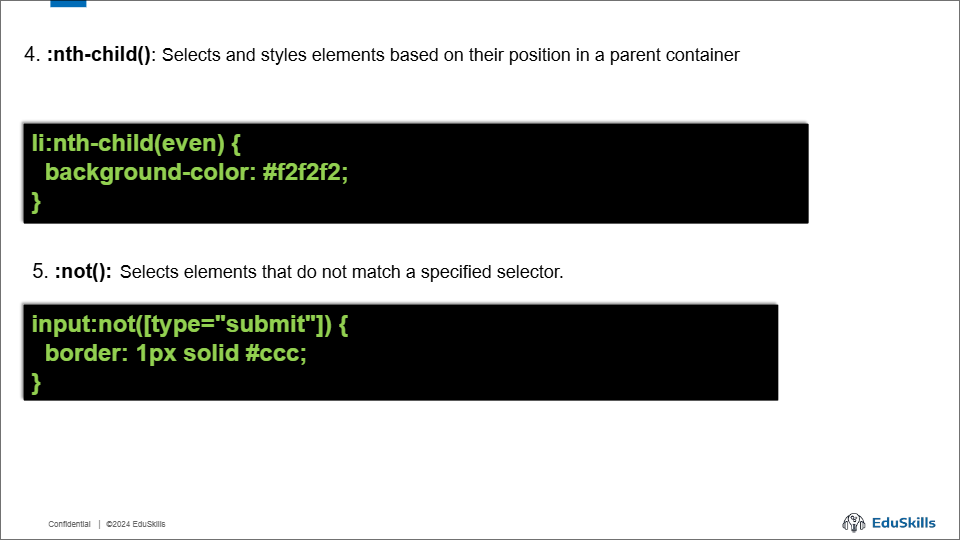 4. :nth-child(): Selects and styles elements based on their position in a parent container
li:nth-child(even) {
  background-color: #f2f2f2;
}
5. :not(): Selects elements that do not match a specified selector.
input:not([type="submit"]) {
  border: 1px solid #ccc;
}
Confidential | ©2024 EduSkills
EduSkills